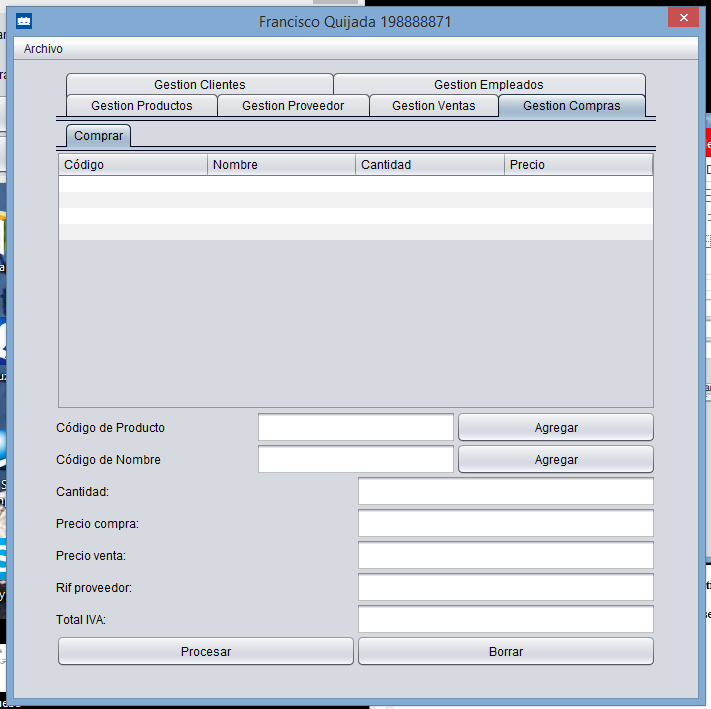 Francisco Quijada 198888871
Archivo
Gestion Clientes Gestion Empleados
Gestion Productos Gestion Proveedor Gestion Ventas Gestion Compras
Comprar
Código Nombre Cantidad Precio
Código de Producto Agregar
Código de Nombre Agregar
Cantidad:
Precio compra:
Precio venta:
Rif proveedor:
Total IVA:
Procesar Borrar